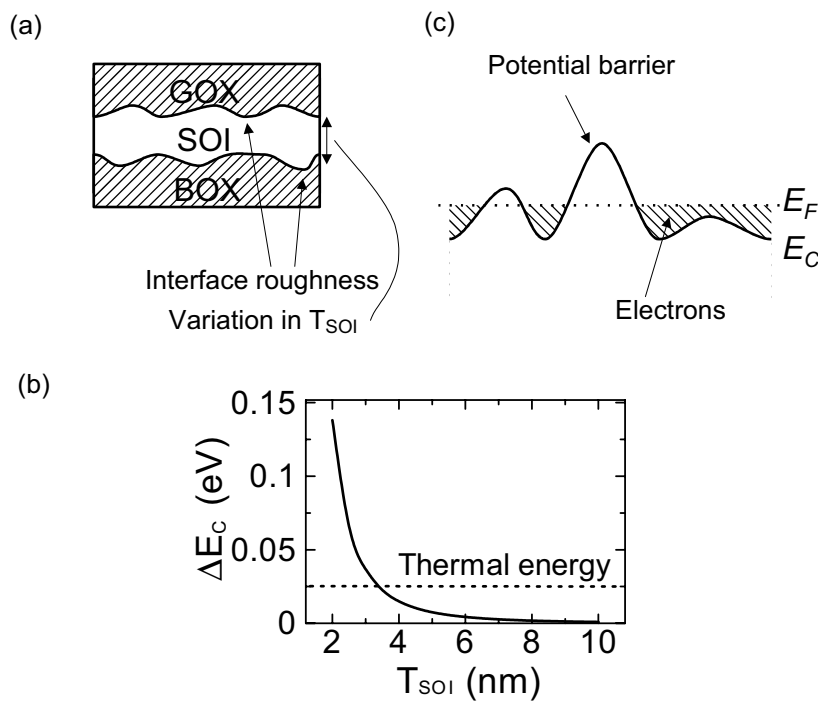 (a)
GOX
SOI
BOX
Interface roughness
Variation in T_SOI
(c)
Potential barrier
E_F
E_C
Electrons
(b)
0.15
0.1
0.05
0
ΔE_C (eV)
Thermal energy
2 4 6 8 10
T_SOI (nm)